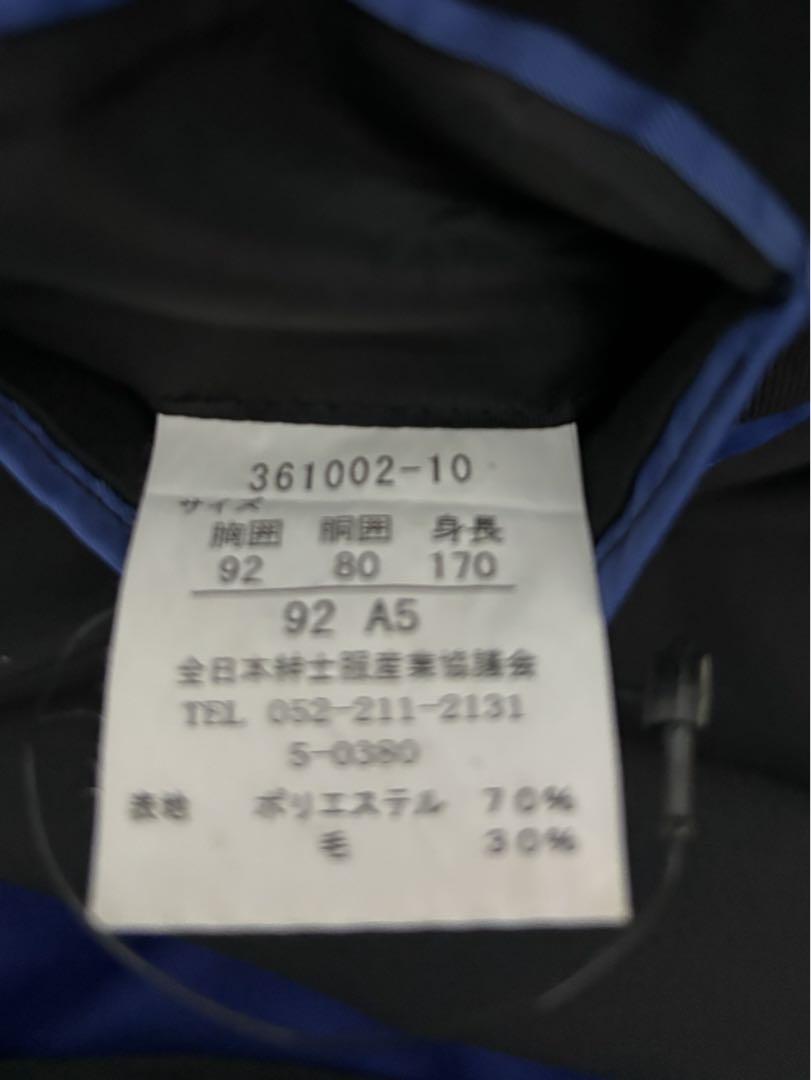 361002-10
サイズ
胸囲 胴囲 身長
92 80 170
92 A5
全日本紳士服産業協議会
TEL 052-211-2131
5-0380
表地 ポリエステル 70%
毛 30%